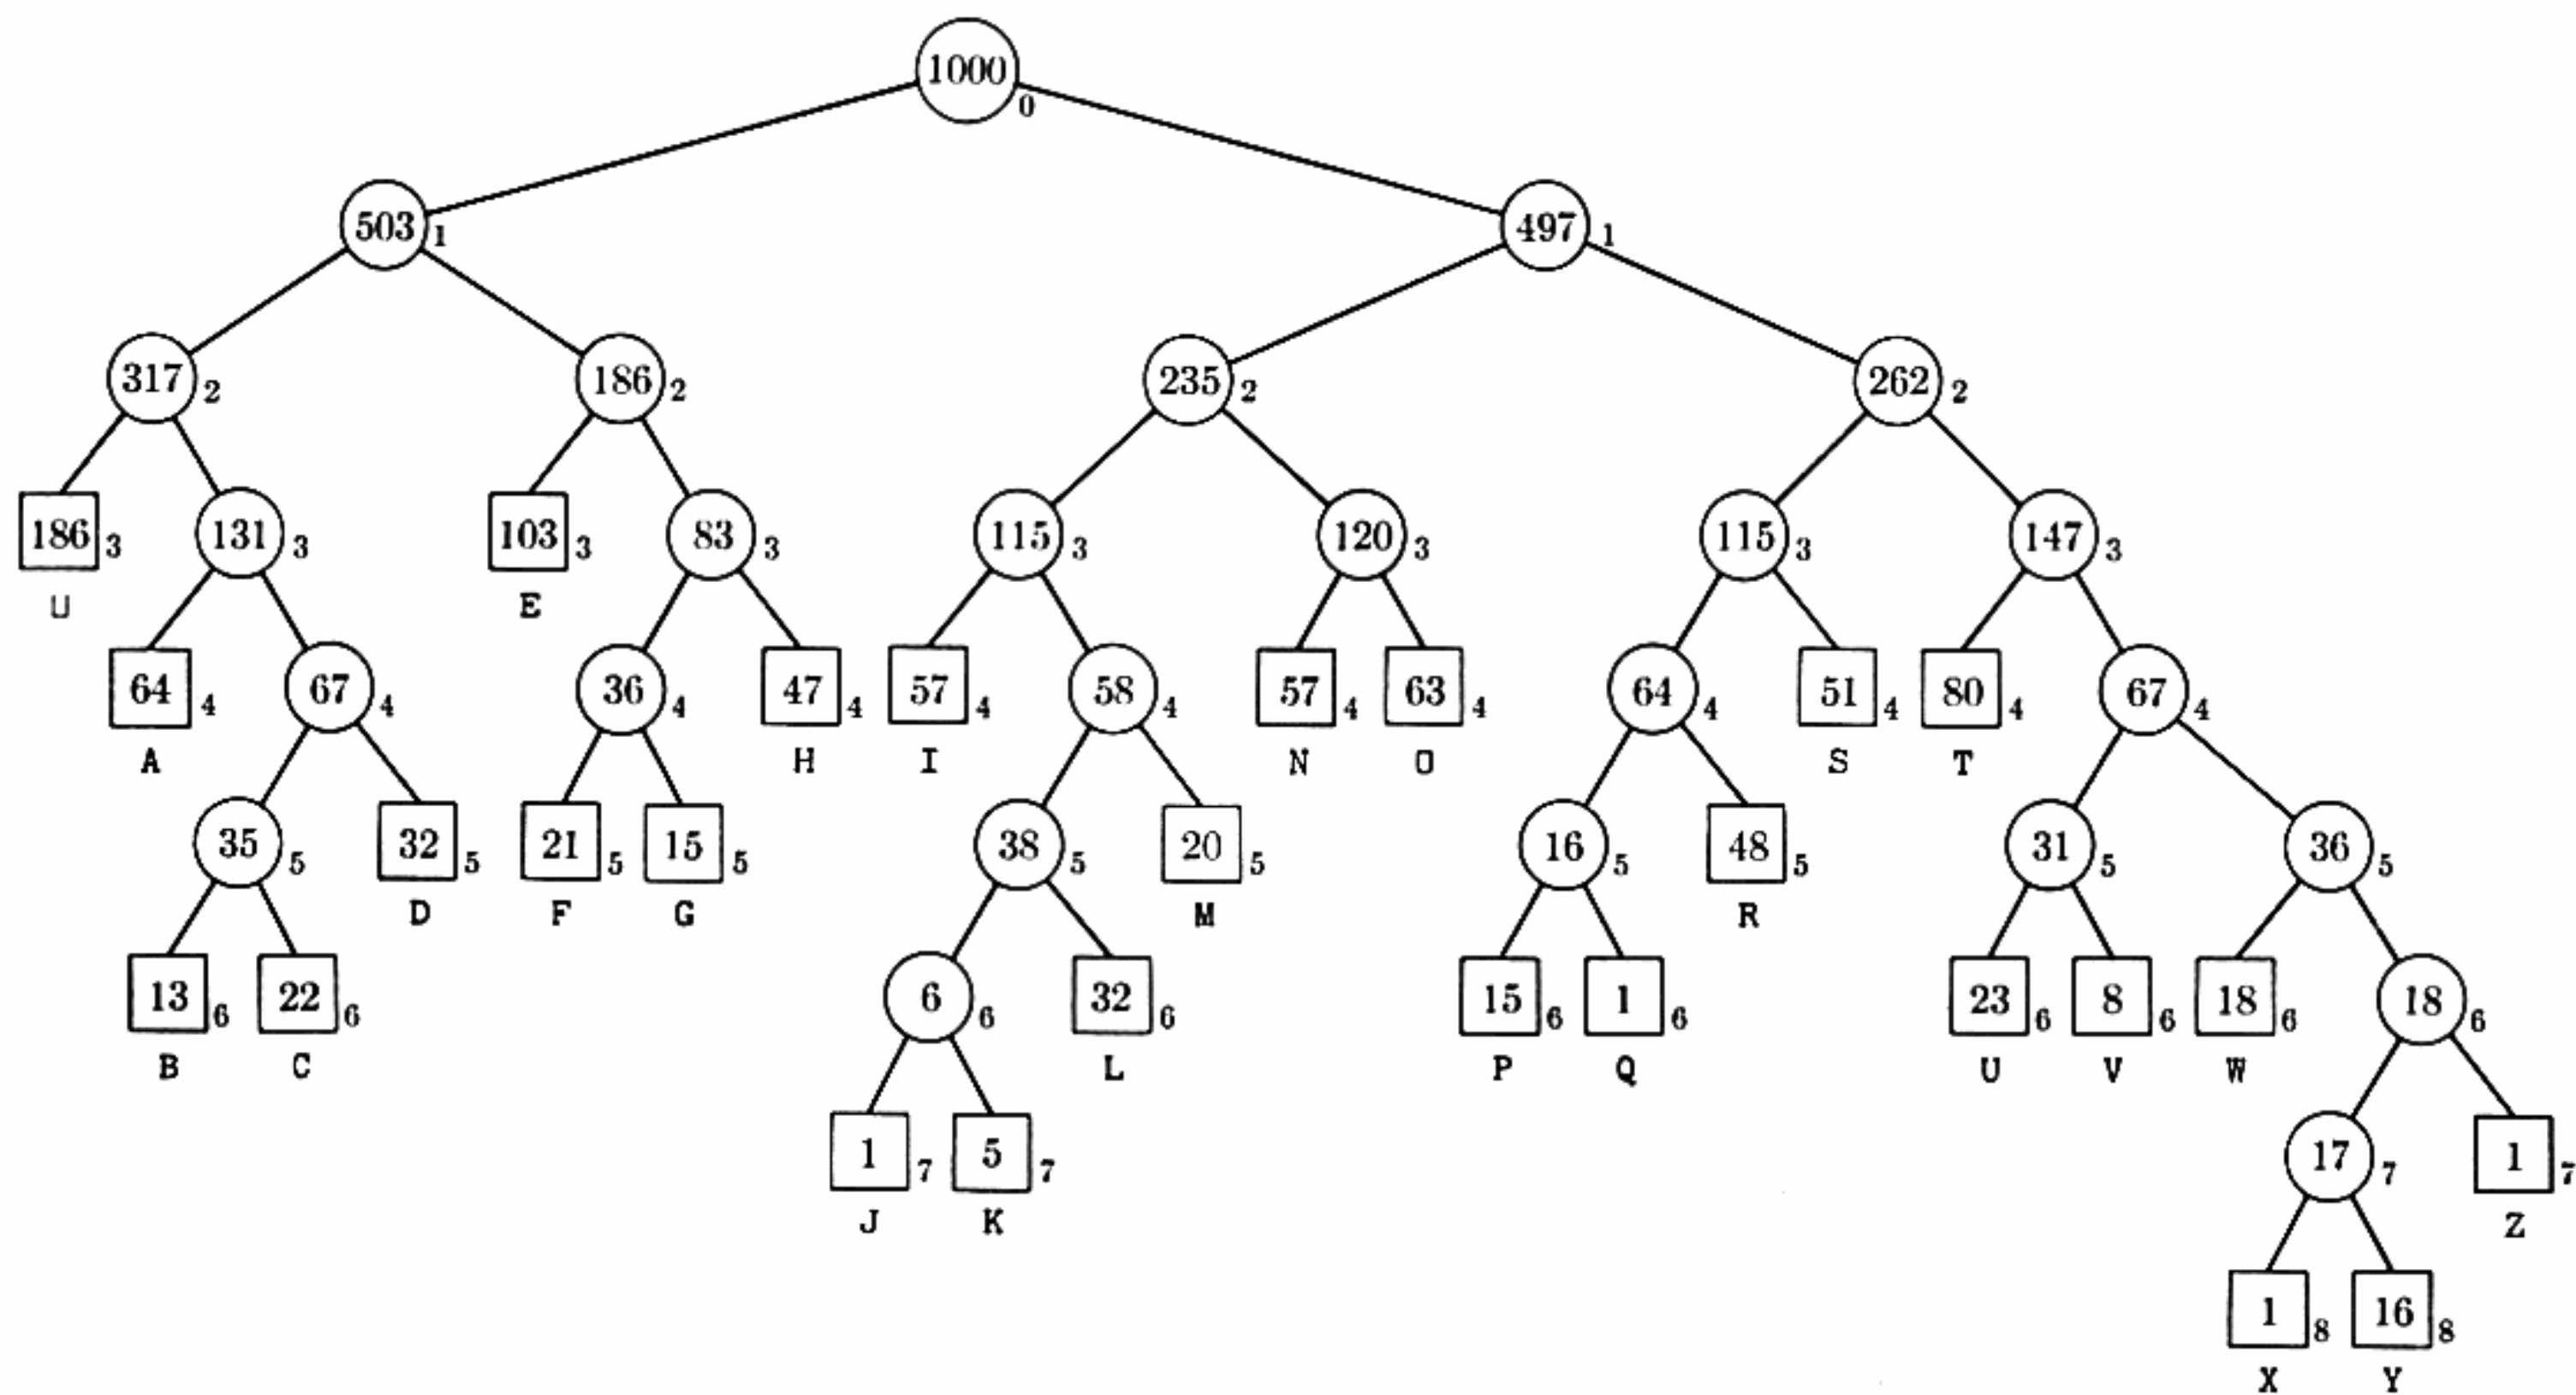 1000 0
503 1 497 1
317 2 186 2 235 2 262 2
186 3 131 3 103 3 83 3 115 3 120 3 115 3 147 3
␣ E
64 4 67 4 36 4 47 4 57 4 58 4 57 4 63 4 64 4 51 4 80 4 67 4
A H I N O S T
35 5 32 5 21 5 15 5 38 5 20 5 16 5 48 5 31 5 36 5
D F G M R
13 6 22 6 6 6 32 6 15 6 1 6 23 6 8 6 18 6 18 6
B C L P Q U V W
1 7 5 7 17 7 1 7
J K Z
1 8 16 8
X Y